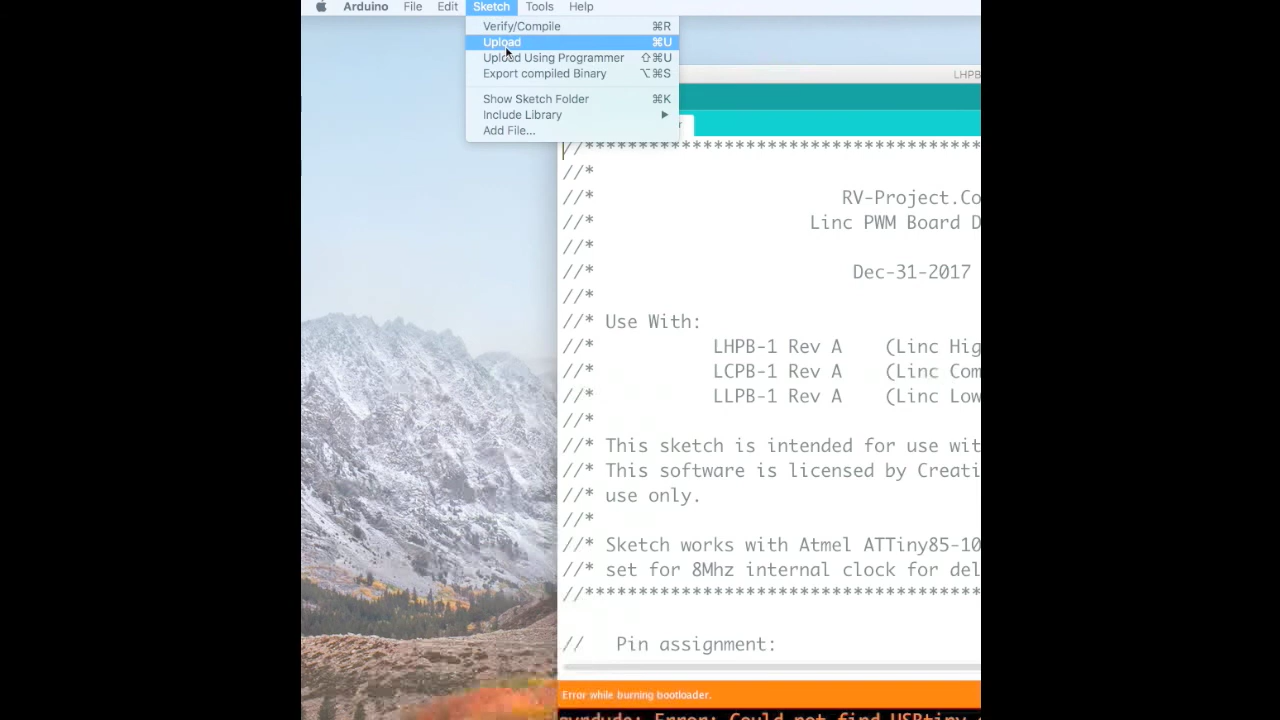 Arduino File Edit Sketch Tools Help
Verify/Compile ⌘R
Upload ⌘U
Upload Using Programmer ⇧⌘U
Export compiled Binary ⌥⌘S
Show Sketch Folder ⌘K
Include Library ▶
Add File...
LHPB
//*************************************
//*
//* RV-Project.Co
//* Linc PWM Board D
//*
//* Dec-31-2017
//*
//* Use With:
//* LHPB-1 Rev A (Linc Hig
//* LCPB-1 Rev A (Linc Com
//* LLPB-1 Rev A (Linc Low
//*
//* This sketch is intended for use wit
//* This software is licensed by Creati
//* use only.
//*
//* Sketch works with Atmel ATTiny85-10
//* set for 8Mhz internal clock for del
//*************************************
// Pin assignment:
Error while burning bootloader.
avrdude: Error: Could not find USBtiny